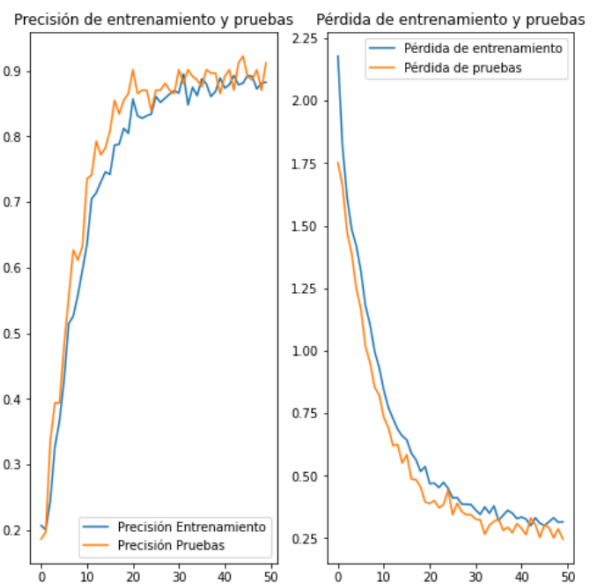 Precisión de entrenamiento y pruebas
0.9
0.8
0.7
0.6
0.5
0.4
0.3
0.2
0 10 20 30 40 50
Precisión Entrenamiento
Precisión Pruebas
Pérdida de entrenamiento y pruebas
2.25
2.00
1.75
1.50
1.25
1.00
0.75
0.50
0.25
0 10 20 30 40 50
Pérdida de entrenamiento
Pérdida de pruebas